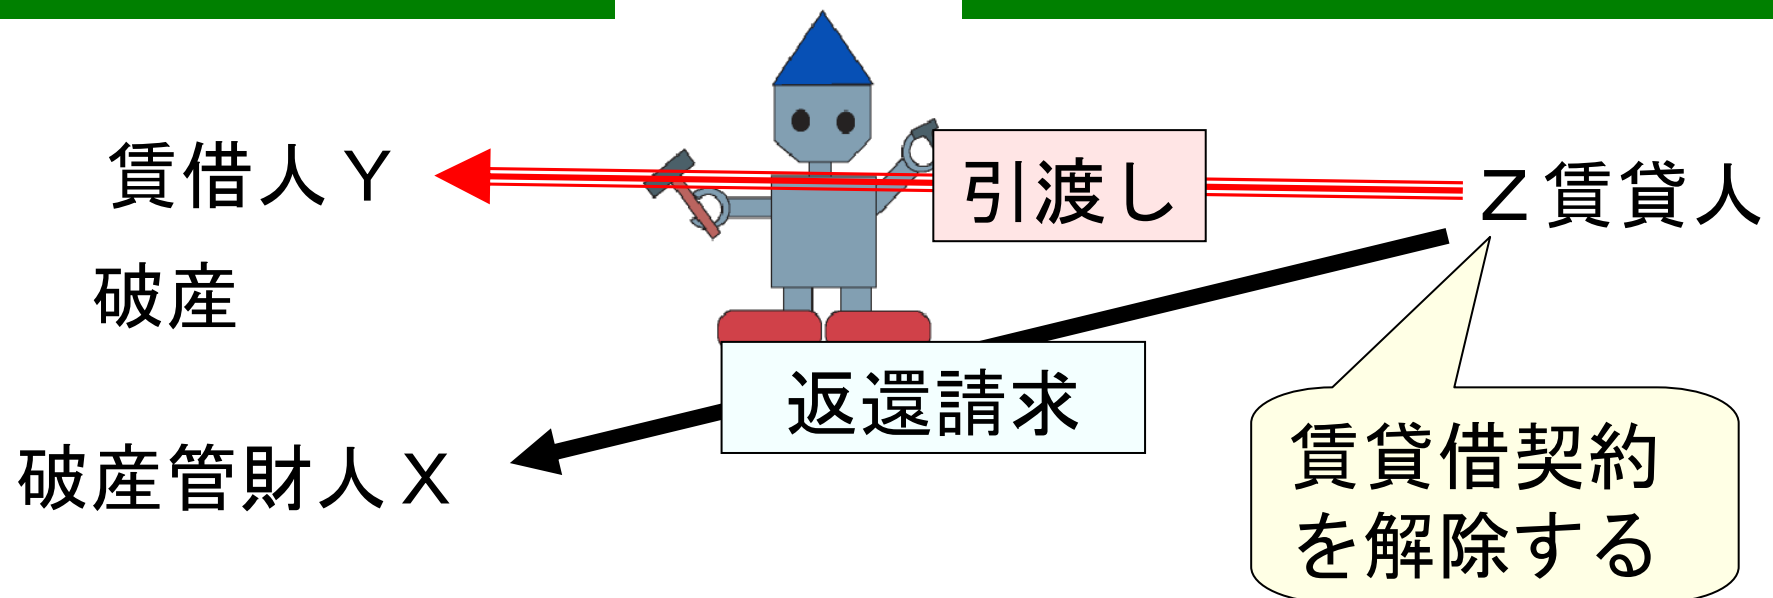 賃借人Y
引渡し
Z賃貸人
破産
返還請求
破産管財人X
賃貸借契約
を解除する